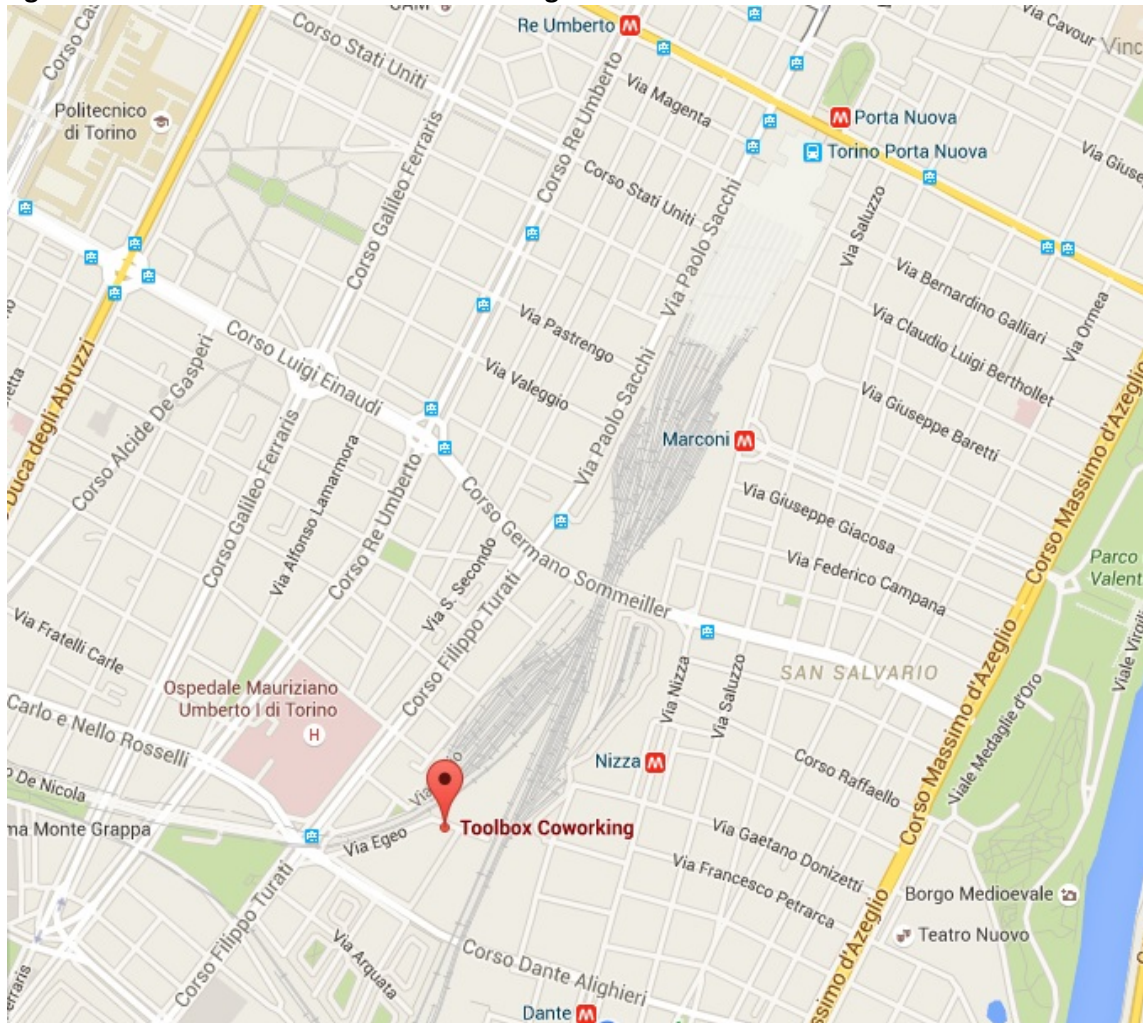 Re Umberto
Corso Stati Uniti
Via Cavour
Via Magenta
Politecnico
di Torino
Porta Nuova
Torino Porta Nuova
Corso Re Umberto
Corso Galileo Ferraris
Corso Stati Uniti
Via Paolo Sacchi
Via Saluzzo
Via Bernardino Galliari
Via Ormea
Via Claudio Luigi Berthollet
Via Pastrengo
Corso Luigi Einaudi
Via Valeggio
Via Paolo Sacchi
Corso Alcide De Gasperi
Duca degli Abruzzi
Via Giuseppe Baretti
Marconi
Corso Massimo d'Azeglio
Corso Galileo Ferraris
Via Alfonso Lamarmora
Corso Re Umberto
Corso Germano Sommeiller
Via Giuseppe Giacosa
Via Federico Campana
Parco
Via S. Secondo
Corso Filippo Turati
Via Fratelli Carle
SAN SALVARIO
Ospedale Mauriziano
Umberto I di Torino
H
Via Nizza
Via Saluzzo
Viale Medaglie d'Oro
Carlo e Nello Rosselli
Nizza
Corso Raffaello
Corso Massimo d'Azeglio
De Nicola
Monte Grappa
Via Egeo
Toolbox Coworking
Via Gaetano Donizetti
Via Francesco Petrarca
Borgo Medioevale
Teatro Nuovo
Corso Filippo Turati
Via Arquata
Corso Dante Alighieri
Dante